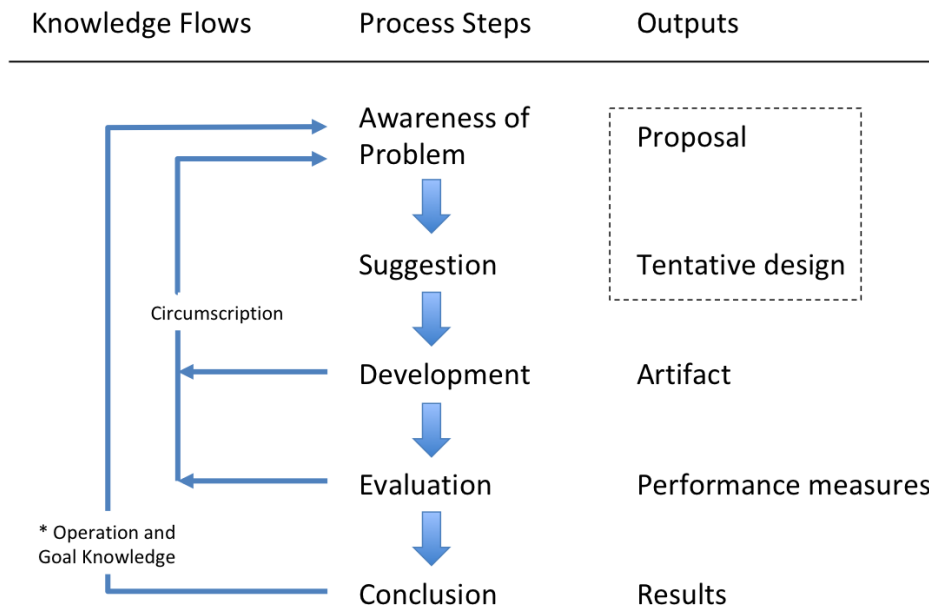 Knowledge Flows Process Steps Outputs
Awareness of
Problem
Proposal
Suggestion Tentative design
Circumscription
Development Artifact
Evaluation Performance measures
* Operation and
Goal Knowledge
Conclusion Results